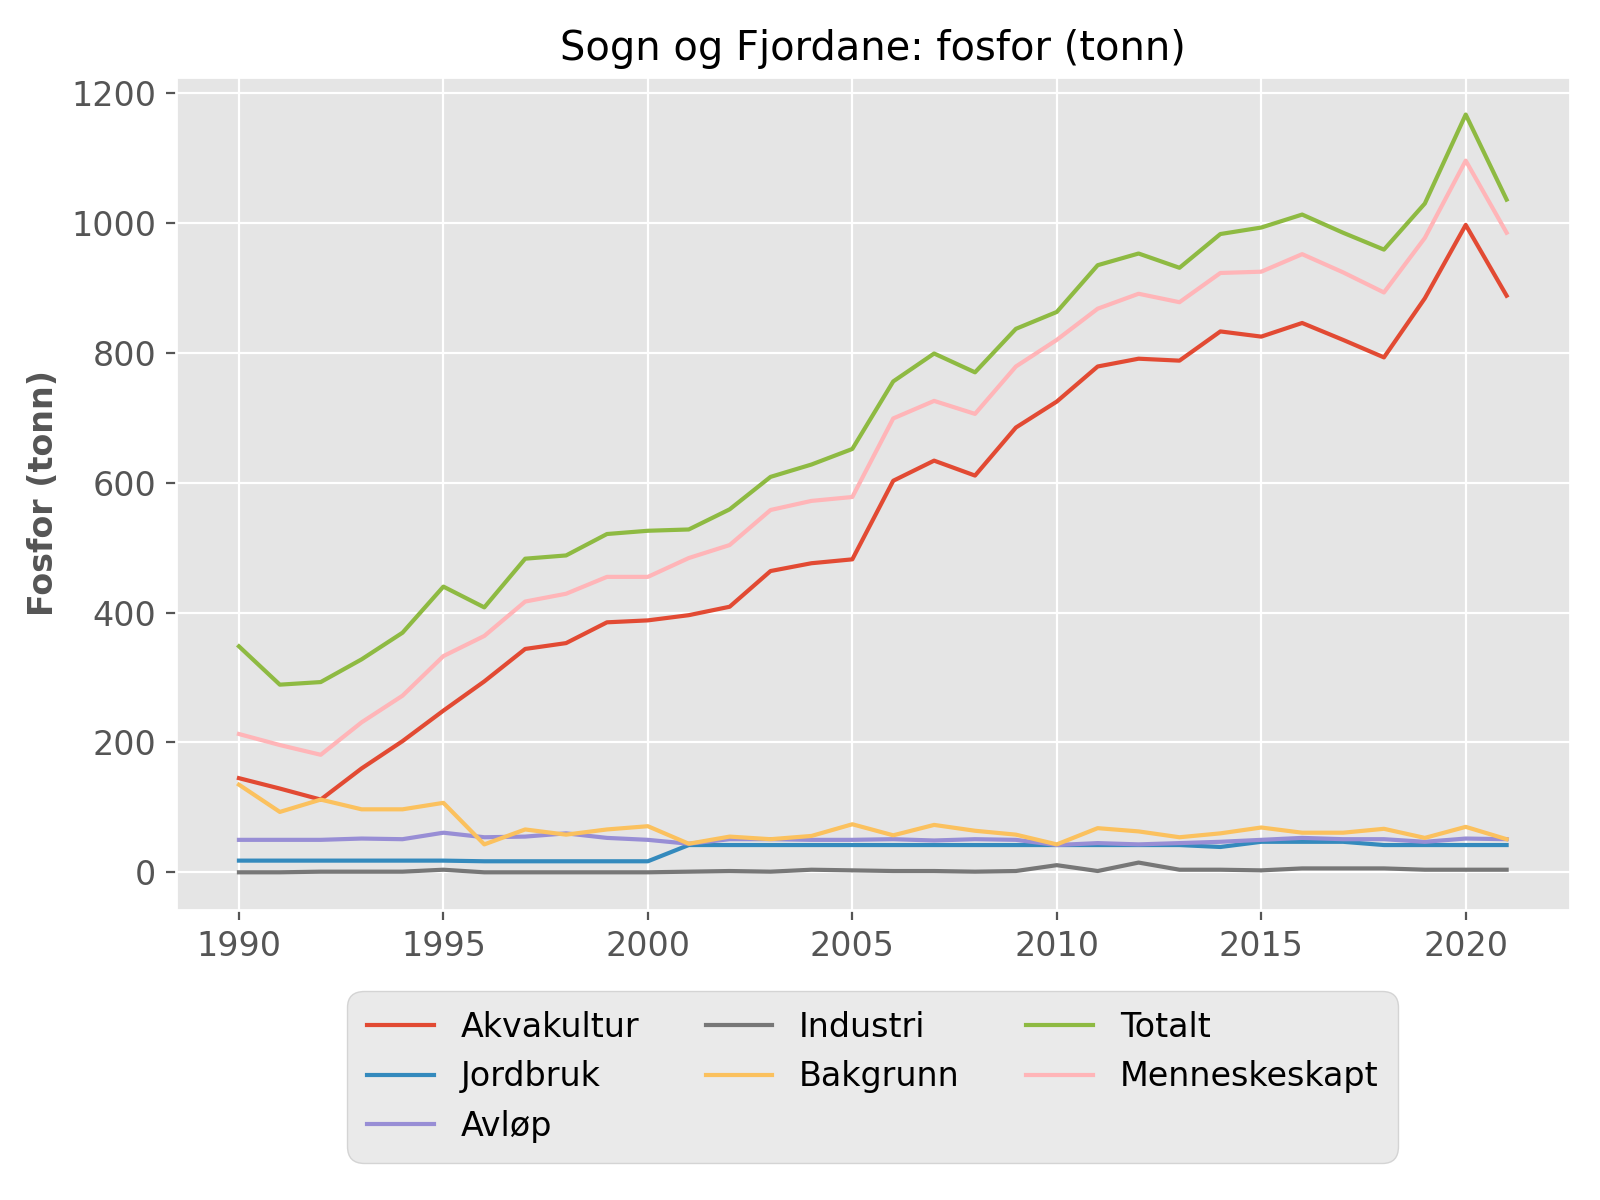 Sogn og Fjordane: fosfor (tonn)
Fosfor (tonn)
1200
1000
800
600
400
200
0
1990 1995 2000 2005 2010 2015 2020
Akvakultur Industri Totalt
Jordbruk Bakgrunn Menneskeskapt
Avløp